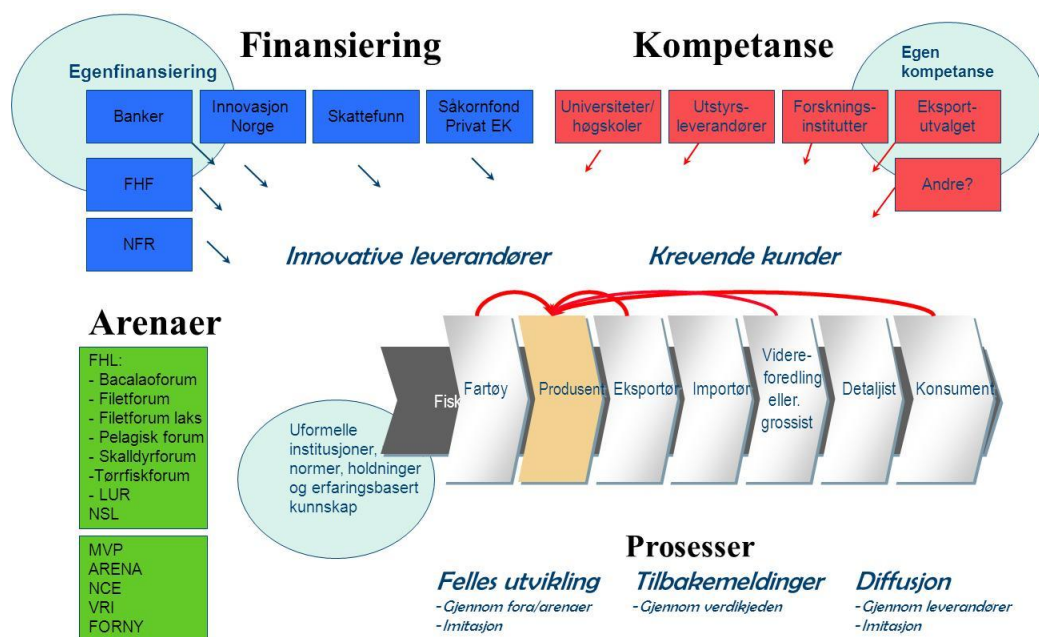 Finansiering
Kompetanse
Egenfinansiering
Egen
kompetanse
Banker
Innovasjon
Norge
Skattefunn
Såkornfond
Privat EK
Universiteter/
høgskoler
Utstyrs-
leverandører
Forsknings-
institutter
Eksport-
utvalget
FHF
Andre?
NFR
Innovative leverandører
Krevende kunder
Arenaer
FHL:
- Bacalaoforum
- Filetforum
- Filetforum laks
- Pelagisk forum
- Skalldyrforum
-Tørrfiskforum
- LUR
NSL
MVP
ARENA
NCE
VRI
FORNY
Fisk
Fartøy
Produsent
Eksportør
Importør
Videre-
foredling
eller.
grossist
Detaljist
Konsument
Uformelle
institusjoner,
normer, holdninger
og erfaringsbasert
kunnskap
Prosesser
Felles utvikling
- Gjennom fora/arenaer
- Imitasjon
Tilbakemeldinger
- Gjennom verdikjeden
Diffusjon
- Gjennom leverandører
- Imitasjon